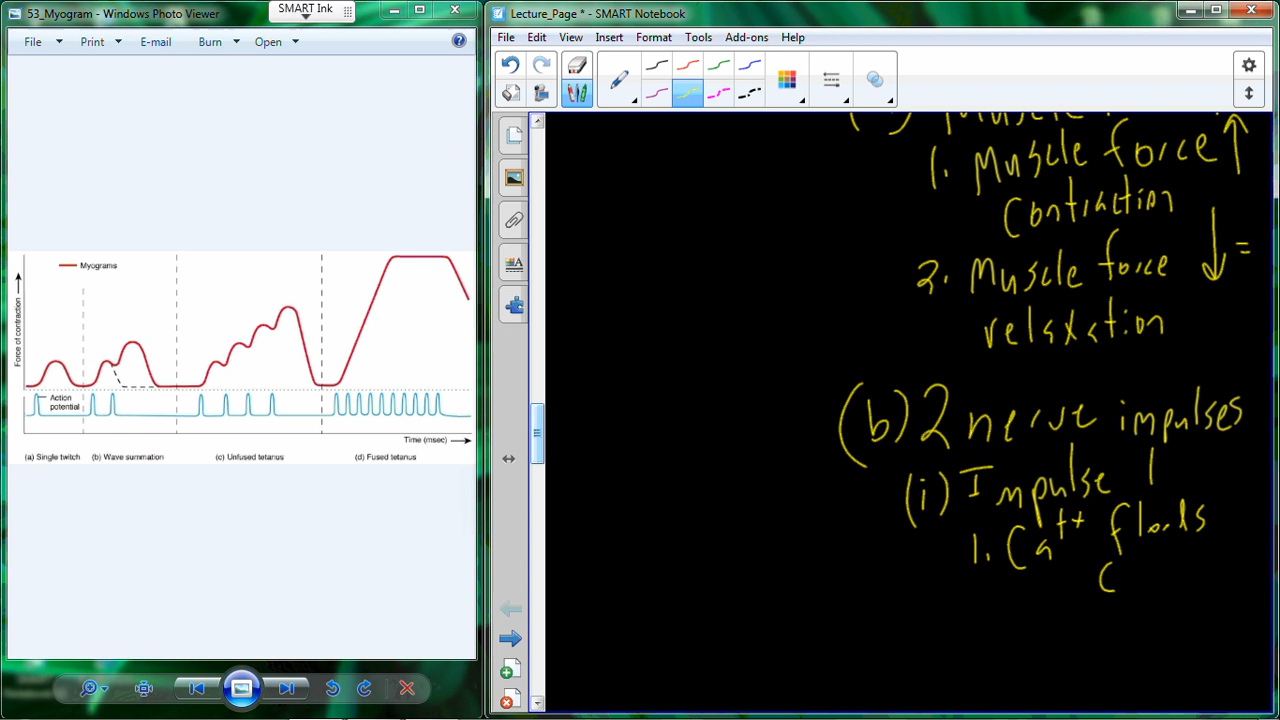 53_Myogram - Windows Photo Viewer
SMART Ink
File Print E-mail Burn Open
Myograms
Force of contraction
Action
potential
Time (msec)
(a) Single twitch (b) Wave summation (c) Unfused tetanus (d) Fused tetanus
Lecture_Page * - SMART Notebook
File Edit View Insert Format Tools Add-ons Help
1. Muscle force ↑
Contraction
2. Muscle force ↓ =
relaxation
(b) 2 nerve impulses
(i) Impulse 1
1. Ca++ floods
C